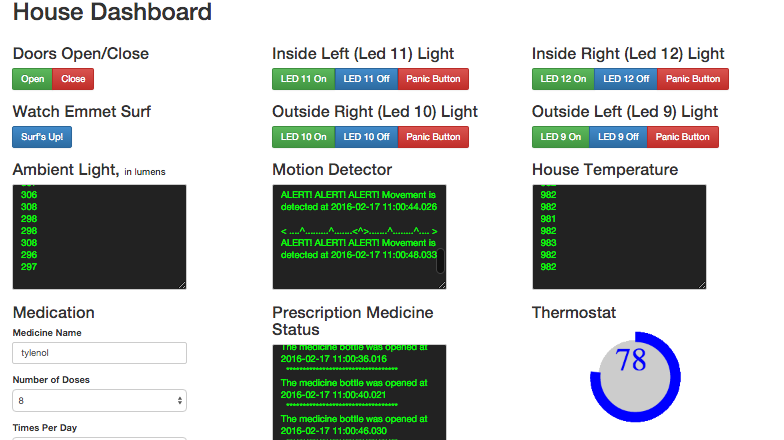 House Dashboard
Doors Open/Close
Open Close
Inside Left (Led 11) Light
LED 11 On LED 11 Off Panic Button
Inside Right (Led 12) Light
LED 12 On LED 12 Off Panic Button
Watch Emmet Surf
Surf's Up!
Outside Right (Led 10) Light
LED 10 On LED 10 Off Panic Button
Outside Left (Led 9) Light
LED 9 On LED 9 Off Panic Button
Ambient Light, in lumens
306
308
298
298
308
296
297
Motion Detector
ALERT! ALERT! ALERT! Movement is
detected at 2016-02-17 11:00:44.026
< ....^.........^.......<^>.......^........^.... >
ALERT! ALERT! ALERT! Movement is
detected at 2016-02-17 11:00:48.033
House Temperature
982
982
981
982
983
982
982
Medication
Medicine Name
tylenol
Number of Doses
8
Times Per Day
Prescription Medicine
Status
The medicine bottle was opened at
2016-02-17 11:00:36.016
***********************************
The medicine bottle was opened at
2016-02-17 11:00:40.021
***********************************
The medicine bottle was opened at
2016-02-17 11:00:46.030
Thermostat
78